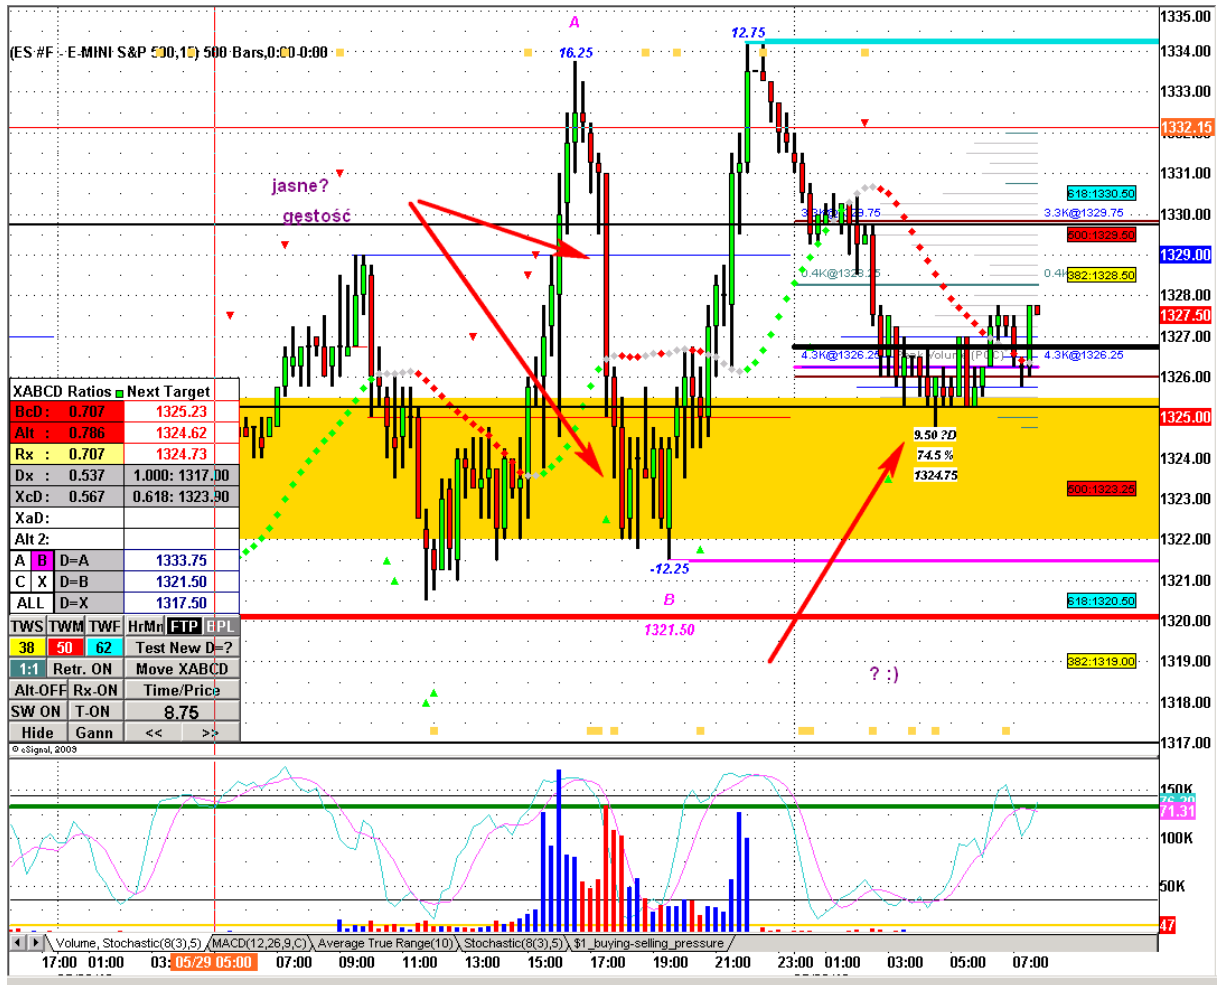 A
12.75
1335.00
(ES #F - E-MINI S&P 500,15) 500 Bars,0:00-0:00
16.25
1334.00
1333.00
1332.15
1331.00
jasne?
618:1330.50
gęstość
3.3K@1329.75
3.3K@1329.75
1330.00
500:1329.50
1329.00
0.4K@1328.25
0.4K
382:1328.50
1328.00
1327.50
1327.00
4.3K@1326.25
Peak Volume (POC)
4.3K@1326.25
1326.00
XABCD Ratios Next Target
BcD: 0.707 1325.23
1325.00
Alt: 0.786 1324.62
9.50 ?D
Rx: 0.707 1324.73
74.5 %
1324.00
Dx: 0.537 1.000: 1317.00
1324.75
XcD: 0.567 0.618: 1323.90
500:1323.25
1323.00
XaD:
Alt 2:
1322.00
A B D=A 1333.75
-12.25
C X D=B 1321.50
1321.00
ALL D=X 1317.50
B
618:1320.50
TWS TWM TWF HrMn FTP BPL
1321.50
1320.00
38 50 62 Test New D=?
1:1 Retr. ON Move XABCD
? :)
382:1319.00
1319.00
Alt-OFF Rx-ON Time/Price
SW ON T-ON 8.75
1318.00
Hide Gann << >>
© eSignal, 2009
1317.00
150K
71.31
100K
50K
47
Volume, Stochastic(8(3),5) MACD(12,26,9,C) Average True Range(10) Stochastic(8(3),5) $1_buying-selling_pressure
17:00 01:00 03: 05/29 05:00 07:00 09:00 11:00 13:00 15:00 17:00 19:00 21:00 23:00 01:00 03:00 05:00 07:00